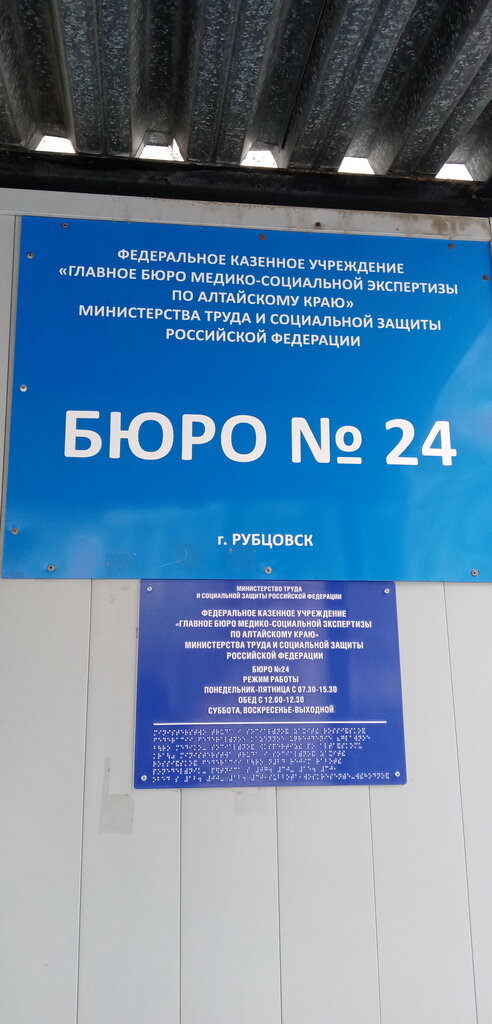 ФЕДЕРАЛЬНОЕ КАЗЕННОЕ УЧРЕЖДЕНИЕ
«ГЛАВНОЕ БЮРО МЕДИКО-СОЦИАЛЬНОЙ ЭКСПЕРТИЗЫ
ПО АЛТАЙСКОМУ КРАЮ»
МИНИСТЕРСТВА ТРУДА И СОЦИАЛЬНОЙ ЗАЩИТЫ
РОССИЙСКОЙ ФЕДЕРАЦИИ
БЮРО № 24
г. РУБЦОВСК
МИНИСТЕРСТВО ТРУДА
И СОЦИАЛЬНОЙ ЗАЩИТЫ РОССИЙСКОЙ ФЕДЕРАЦИИ
ФЕДЕРАЛЬНОЕ КАЗЕННОЕ УЧРЕЖДЕНИЕ
«ГЛАВНОЕ БЮРО МЕДИКО-СОЦИАЛЬНОЙ ЭКСПЕРТИЗЫ
ПО АЛТАЙСКОМУ КРАЮ»
МИНИСТЕРСТВА ТРУДА И СОЦИАЛЬНОЙ ЗАЩИТЫ
РОССИЙСКОЙ ФЕДЕРАЦИИ
БЮРО №24
РЕЖИМ РАБОТЫ
ПОНЕДЕЛЬНИК-ПЯТНИЦА С 07.30-15.30
ОБЕД С 12.00-12.30
СУББОТА, ВОСКРЕСЕНЬЕ-ВЫХОДНОЙ